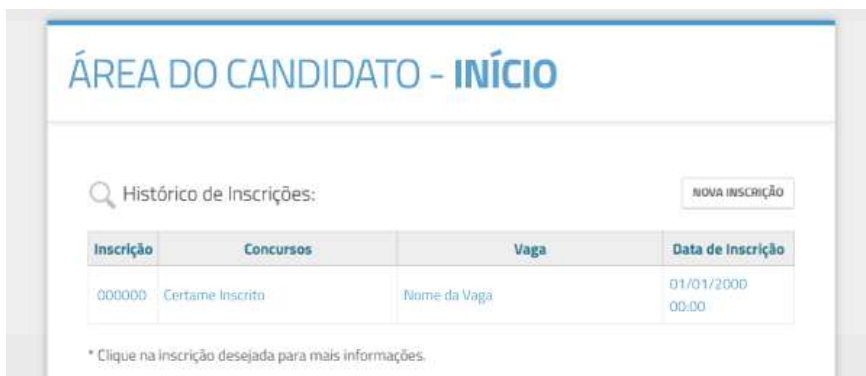 ÁREA DO CANDIDATO - INÍCIO
Histórico de Inscrições:
NOVA INSCRIÇÃO
Inscrição Concursos Vaga Data de Inscrição
000000 Certame Inscrito Nome da Vaga 01/01/2000
00:00
* Clique na inscrição desejada para mais informações.